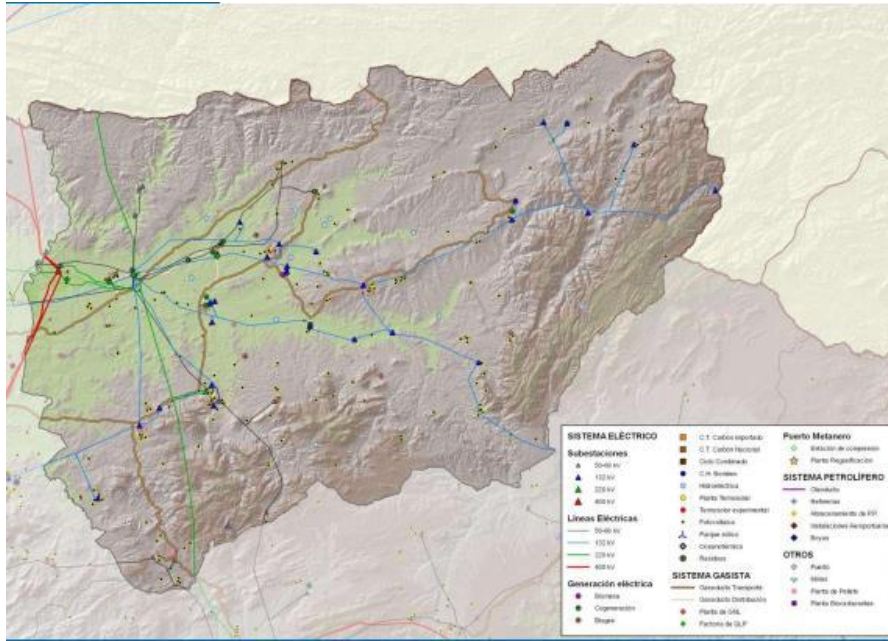 SISTEMA ELÉCTRICO
Subestaciones
50-66 kV
132 kV
220 kV
400 kV
Líneas Eléctricas
50-66 kV
132 kV
220 kV
400 kV
Generación eléctrica
Biomasa
Cogeneración
Biogas
C.T. Carbón Importado
C.T. Carbón Nacional
Ciclo Combinado
C.H. Bombeo
Hidroeléctrica
Planta Termosolar
Termosolar experimental
Fotovoltaica
Parque eólico
Residuos
SISTEMA GASISTA
Gasoducto Transporte
Gasoducto Distribución
Planta de GNL
Factoría de GLP
Puerto Metanero
Estación de compresión
Planta Regasificación
SISTEMA PETROLÍFERO
Oleoducto
Refinerías
Almacenamiento de P.P.
Instalaciones Aeroportuarias
Boyas
OTROS
Puerto
Minas
Planta de Pellets
Planta Biocarburantes